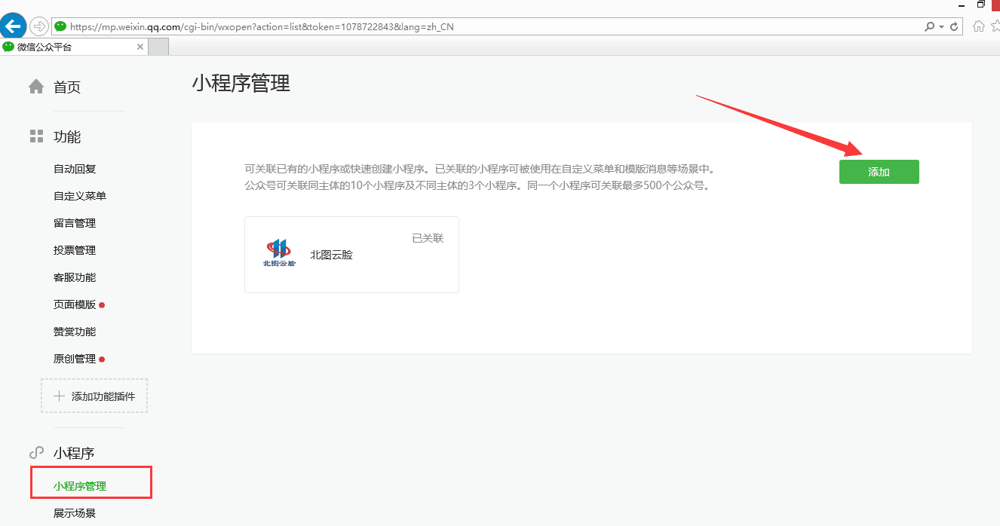 https://mp.weixin.qq.com/cgi-bin/wxopen?action=list&token=1078722843&lang=zh_CN
微信公众平台
首页
功能
自动回复
自定义菜单
留言管理
投票管理
客服功能
页面模版
赞赏功能
原创管理
添加功能插件
小程序
小程序管理
展示场景
小程序管理
可关联已有的小程序或快速创建小程序。已关联的小程序可被使用在自定义菜单和模版消息等场景中。
公众号可关联同主体的10个小程序及不同主体的3个小程序。同一个小程序可关联最多500个公众号。
添加
已关联
北图云脸
北图云脸